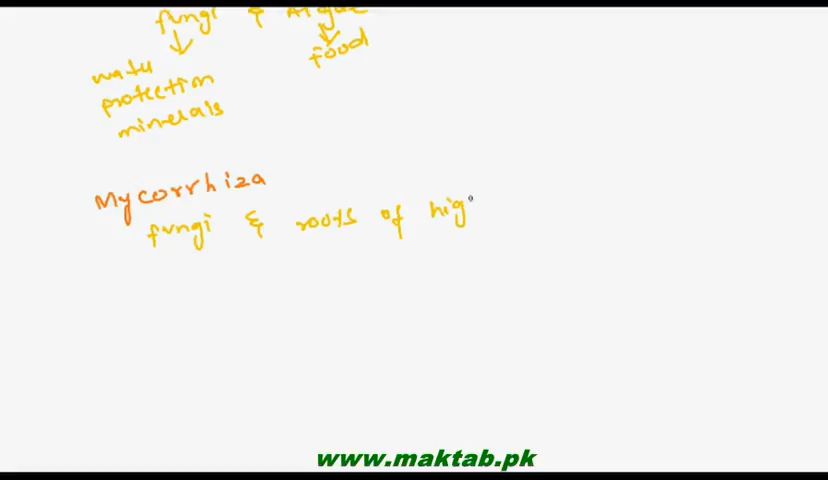 fungi & Algae
food
water
protection
minerals
Mycorrhiza
fungi & roots of hig
www.maktab.pk